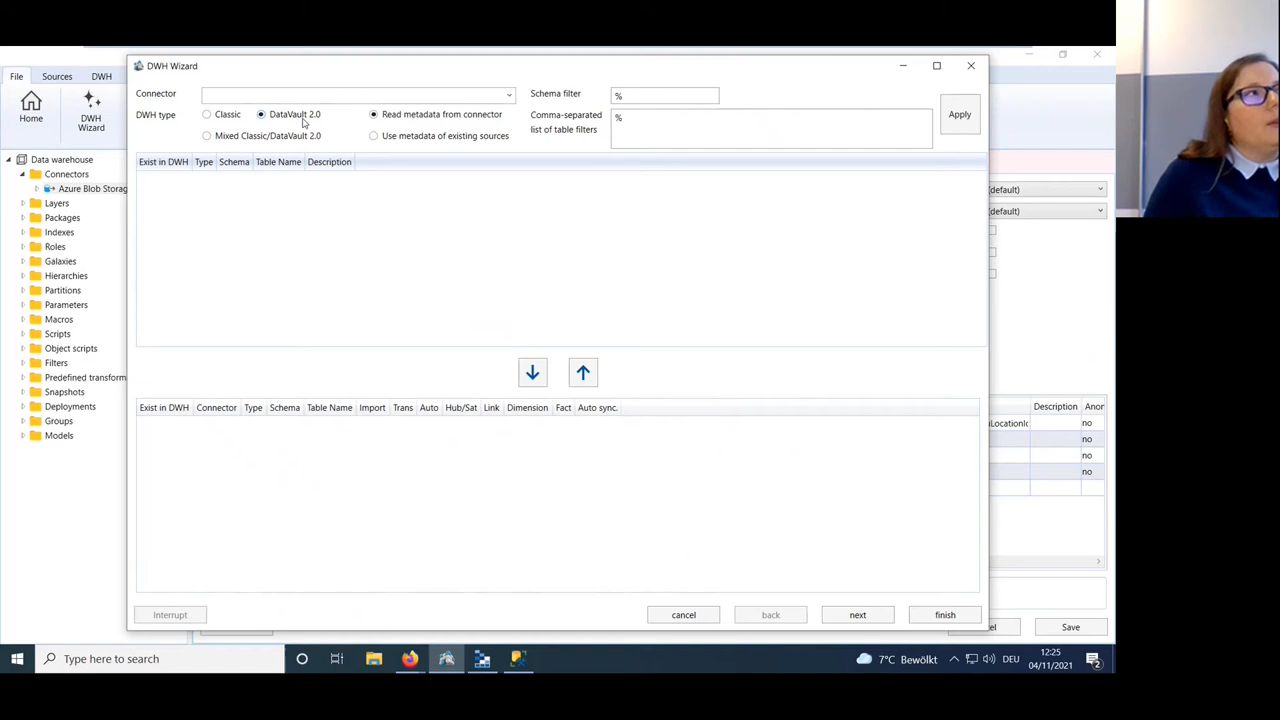 DWH Wizard
File Sources DWH
Home
DWH Wizard
Connector
DWH type
Classic
DataVault 2.0
Mixed Classic/DataVault 2.0
Read metadata from connector
Use metadata of existing sources
Schema filter
%
Comma-separated list of table filters
%
Apply
Exist in DWH Type Schema Table Name Description
Data warehouse
Connectors
Azure Blob Storag
Layers
Packages
Indexes
Roles
Galaxies
Hierarchies
Partitions
Parameters
Macros
Scripts
Object scripts
Filters
Predefined transform
Snapshots
Deployments
Groups
Models
(default)
(default)
Exist in DWH Connector Type Schema Table Name Import Trans Auto Hub/Sat Link Dimension Fact Auto sync.
Description
no
no
no
no
Interrupt
cancel
back
next
finish
Save
Type here to search
7°C Bewölkt
DEU
12:25
04/11/2021
2